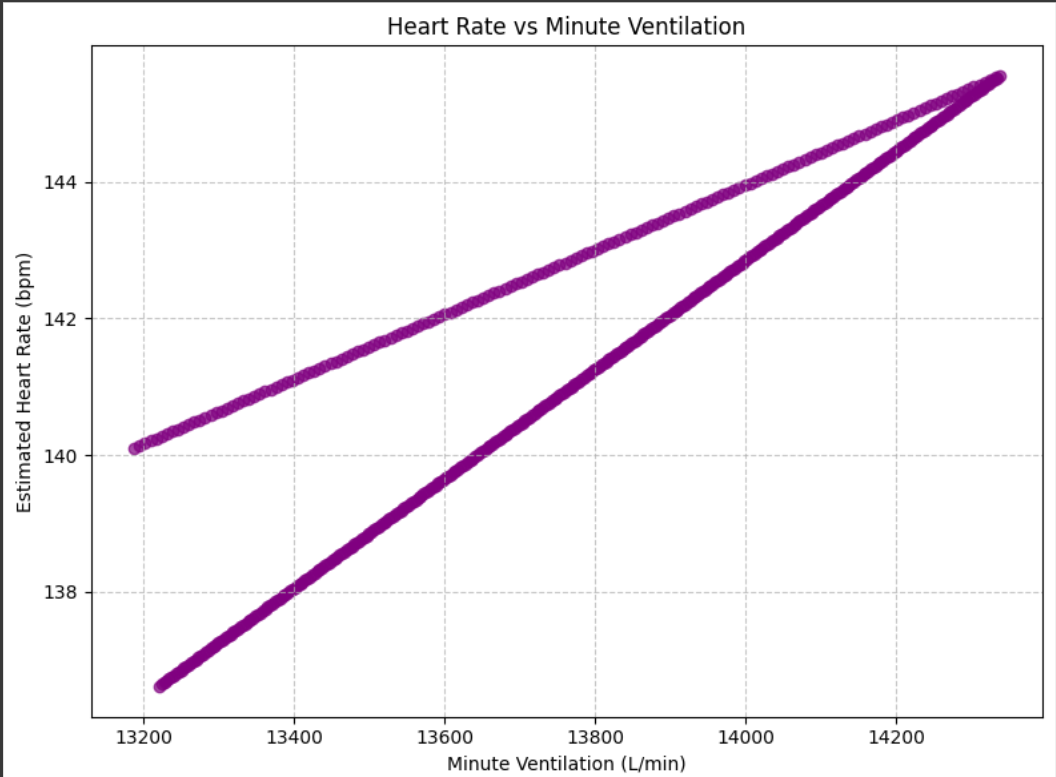 Heart Rate vs Minute Ventilation
Estimated Heart Rate (bpm)
144
142
140
138
13200 13400 13600 13800 14000 14200
Minute Ventilation (L/min)